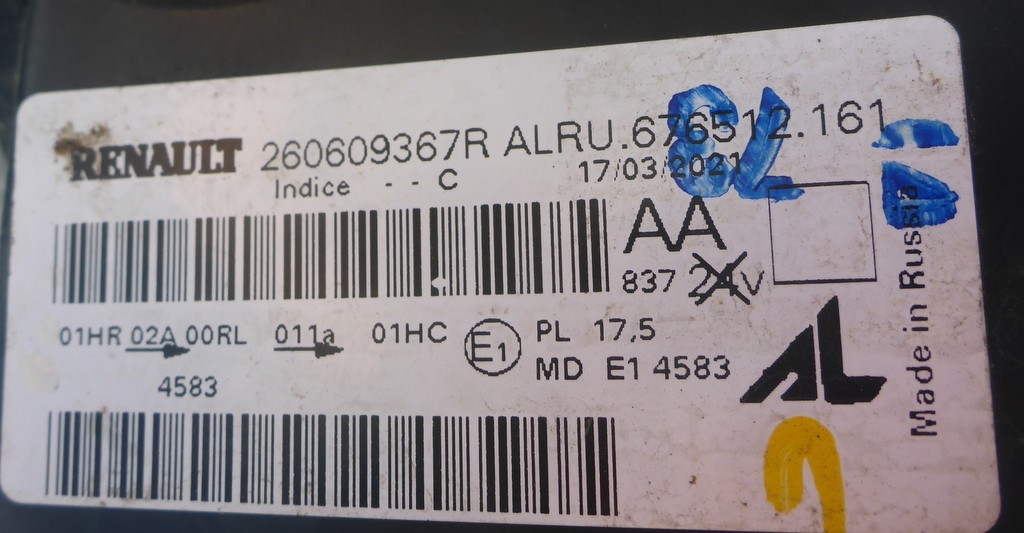 RENAULT 260609367R ALRU.676512.161
Indice - - C 17/03/2021
AA
837 24V
01HR 02A 00RL 011a 01HC E1 PL 17,5
4583 MD E1 4583
AL
Made in Russia